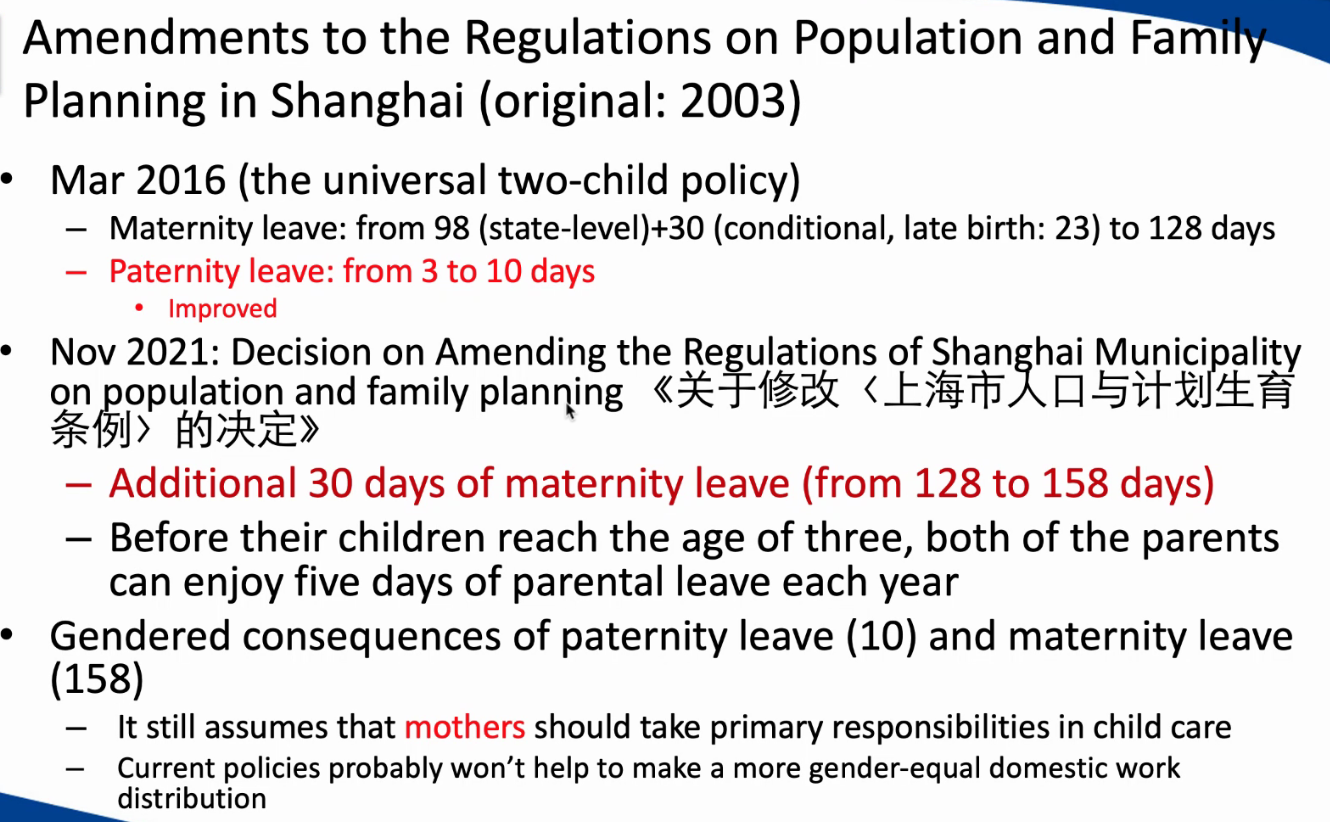 Amendments to the Regulations on Population and Family
Planning in Shanghai (original: 2003)
• Mar 2016 (the universal two-child policy)
– Maternity leave: from 98 (state-level)+30 (conditional, late birth: 23) to 128 days
– Paternity leave: from 3 to 10 days
• Improved
• Nov 2021: Decision on Amending the Regulations of Shanghai Municipality
on population and family planning 《关于修改〈上海市人口与计划生育
条例〉的决定》
– Additional 30 days of maternity leave (from 128 to 158 days)
– Before their children reach the age of three, both of the parents
can enjoy five days of parental leave each year
• Gendered consequences of paternity leave (10) and maternity leave
(158)
– It still assumes that mothers should take primary responsibilities in child care
– Current policies probably won't help to make a more gender-equal domestic work
distribution